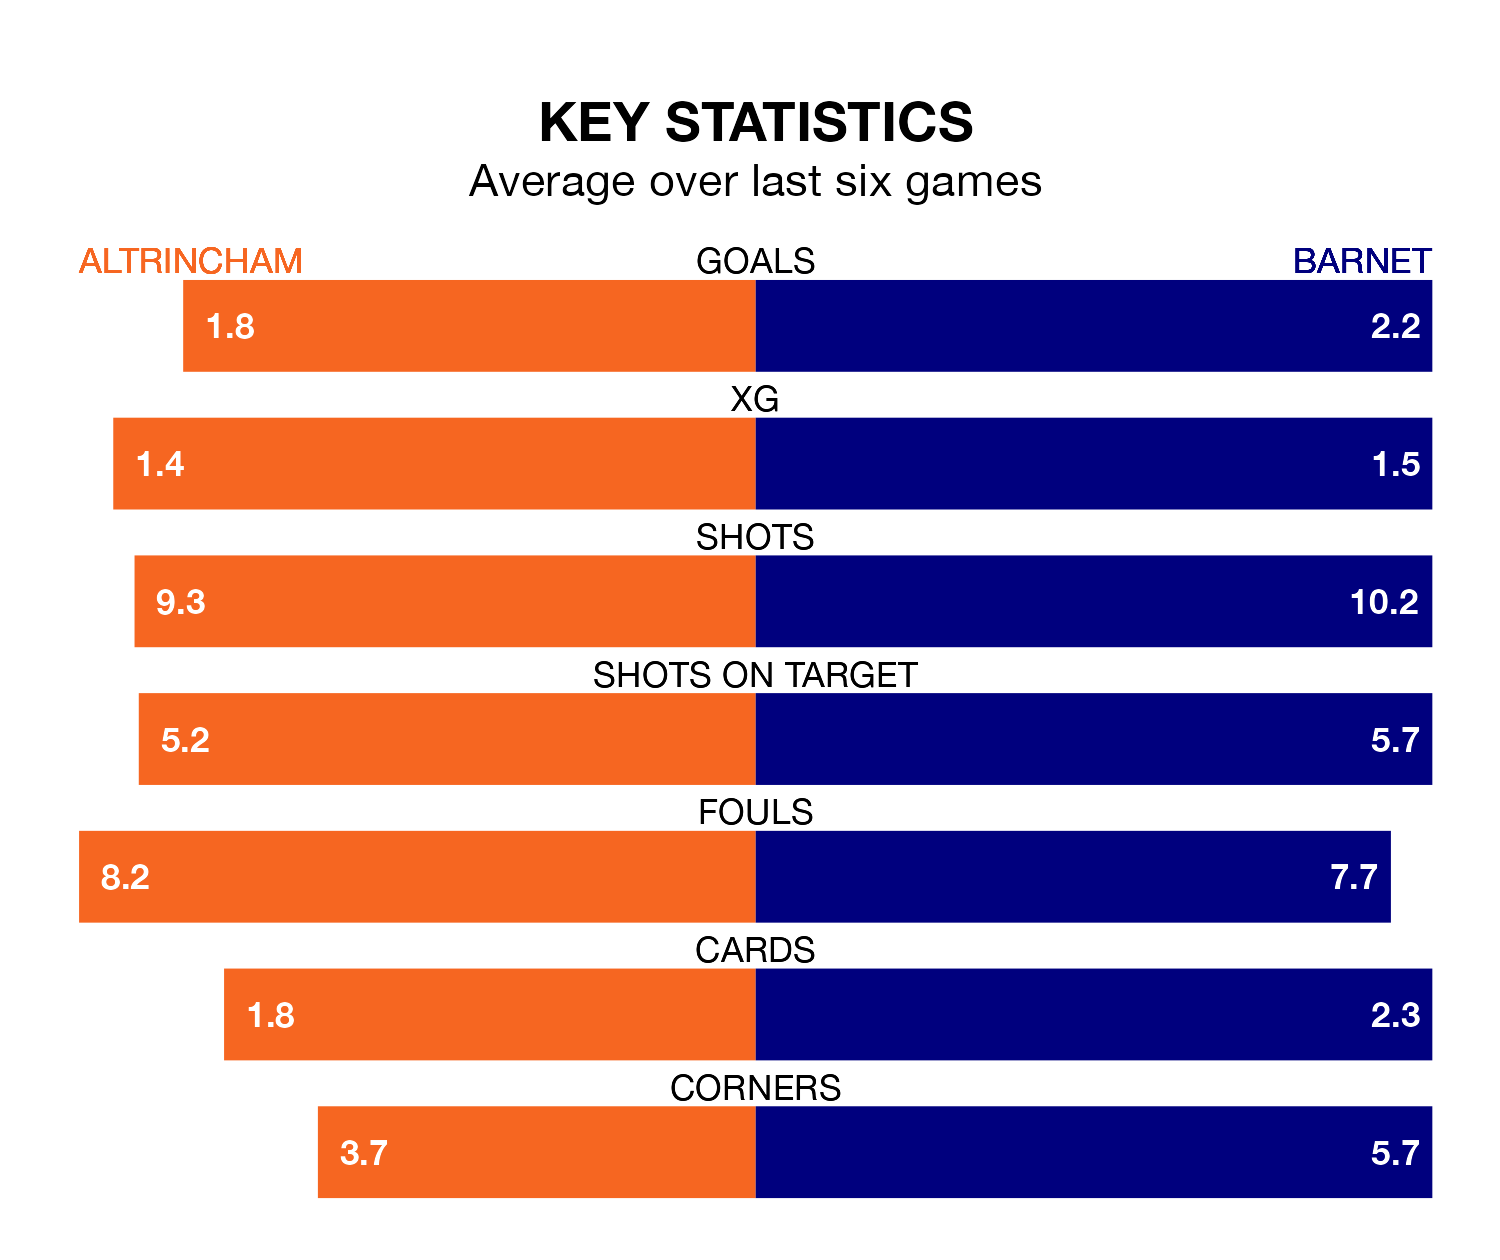 KEY STATISTICS
Average over last six games
ALTRINCHAM GOALS BARNET
1.8 2.2
XG
1.4 1.5
SHOTS
9.3 10.2
SHOTS ON TARGET
5.2 5.7
FOULS
8.2 7.7
CARDS
1.8 2.3
CORNERS
3.7 5.7